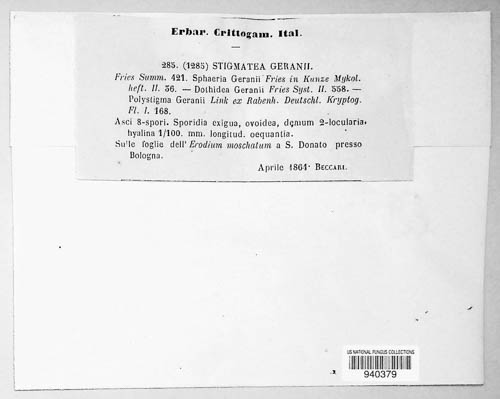 Erbar. Crittogam. Ital.
285. (1285) STIGMATEA GERANII.
Fries Summ. 421. Sphaeria Geranii Fries in Kunze Mykol.
heft. II. 56. — Dothidea Geranii Fries Syst. II. 558. —
Polystigma Geranii Link ex Rabenh. Deutschl. Kryptog.
Fl. I. 168.
Asci 8-spori. Sporidia exigua, ovoidea, demum 2-locularia,
hyalina 1/100. mm. longitud. oequantia.
Sulle foglie dell' Erodium moschatum a S. Donato presso
Bologna.
Aprile 1861. BECCARI.
US NATIONAL FUNGUS COLLECTIONS
940379